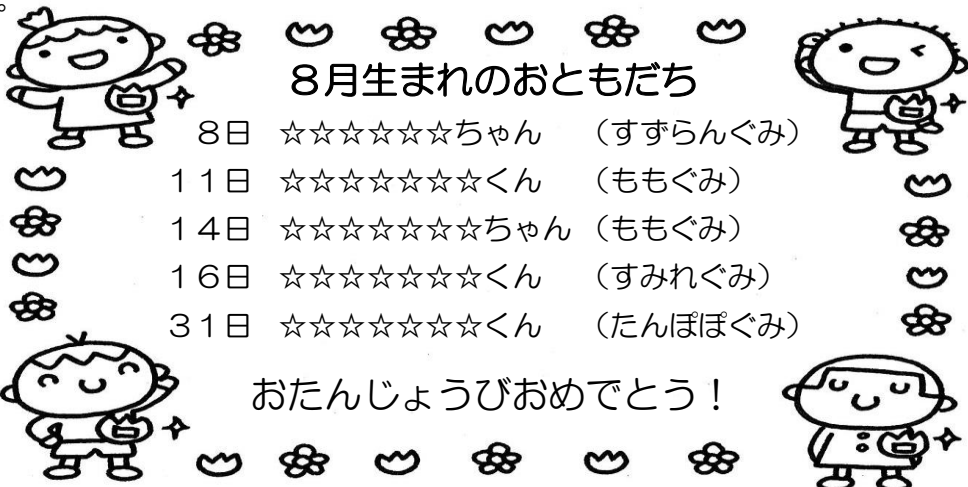 。
8月生まれのおともだち
8日 ☆☆☆☆☆☆ちゃん (すずらんぐみ)
11日 ☆☆☆☆☆☆☆くん (ももぐみ)
14日 ☆☆☆☆☆☆☆ちゃん (ももぐみ)
16日 ☆☆☆☆☆☆☆くん (すみれぐみ)
31日 ☆☆☆☆☆☆☆くん (たんぽぽぐみ)
おたんじょうびおめでとう!